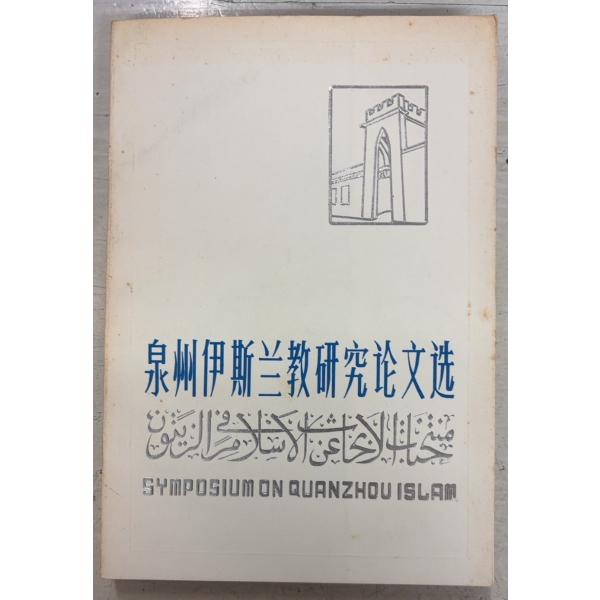 泉州伊斯兰教研究论文选
منتخبات الأبحاث عن الإسلام في الزيتون
SYMPOSIUM ON QUANZHOU ISLAM